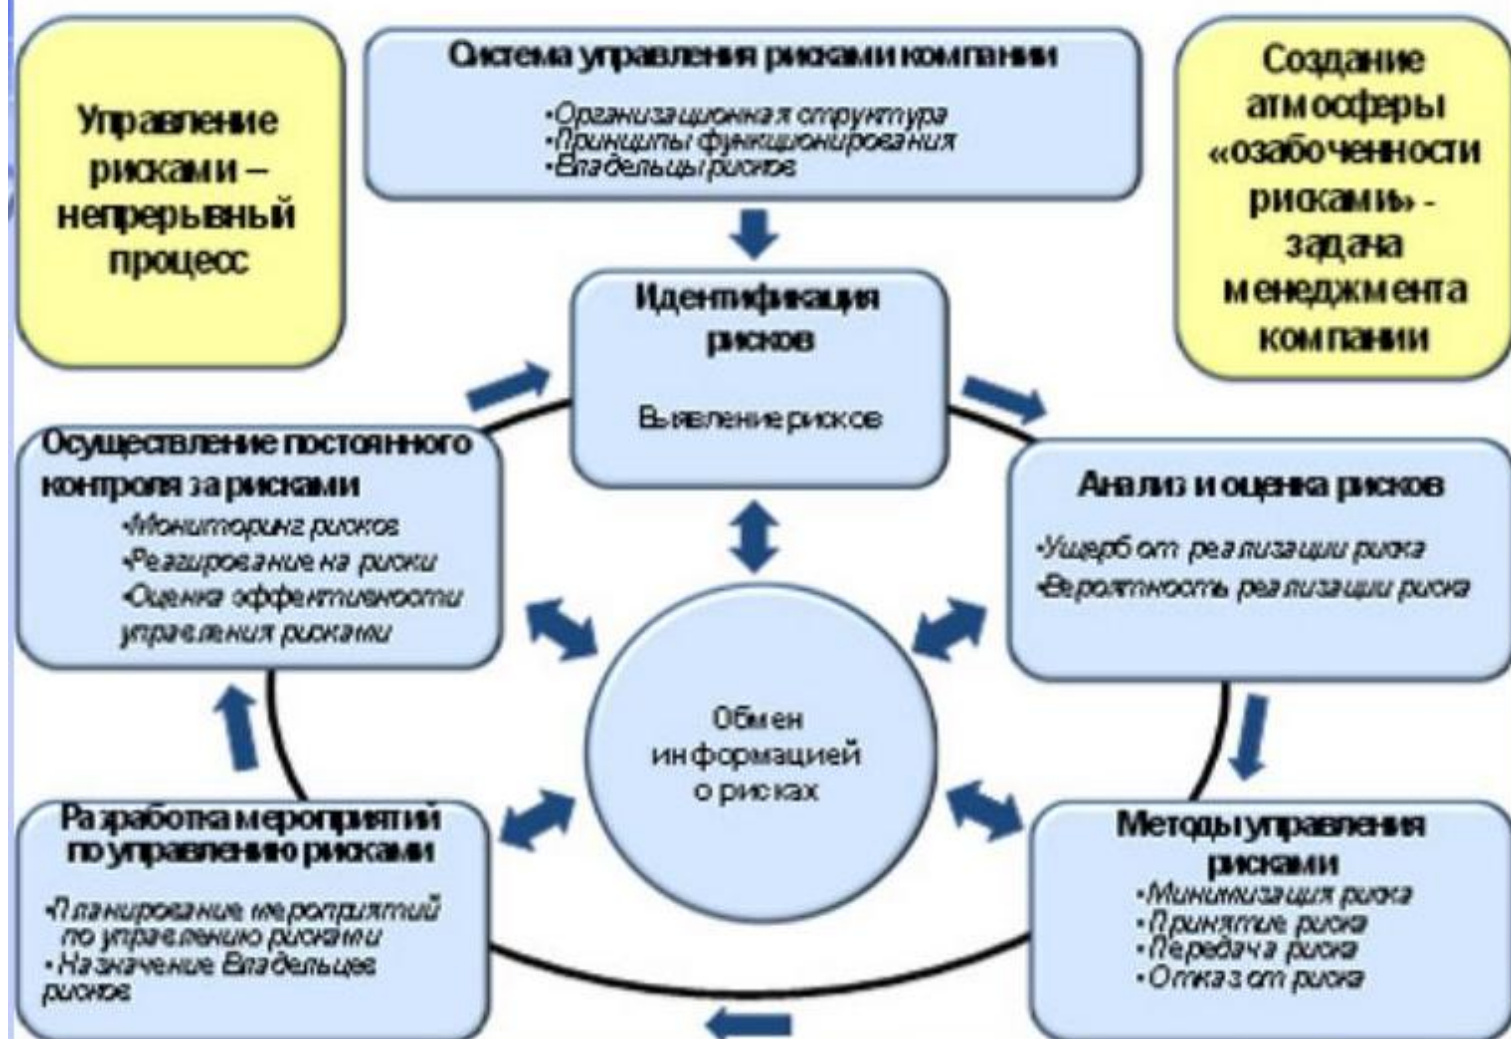 Управление
рисками –
непрерывный
процесс
Система управления рисками компании
•Организационная структура
•Принципы функционирования
•Владельцы рисков
Создание
атмосферы
«озабоченности
рисками» -
задача
менеджмента
компании
Идентификация
рисков
Выявление рисков
Осуществление постоянного
контроля за рисками
•Мониторинг рисков
•Реагирование на риски
•Оценка эффективности
управления рисками
Анализ и оценка рисков
•Ущерб от реализации риска
•Вероятность реализации риска
Обмен
информацией
о рисках
Разработка мероприятий
по управлению рисками
•Планирование мероприятий
по управлению рисками
•Назначение Владельцев
рисков
Методы управления
рисками
•Минимизация риска
•Принятие риска
•Передача риска
•Отказ от риска